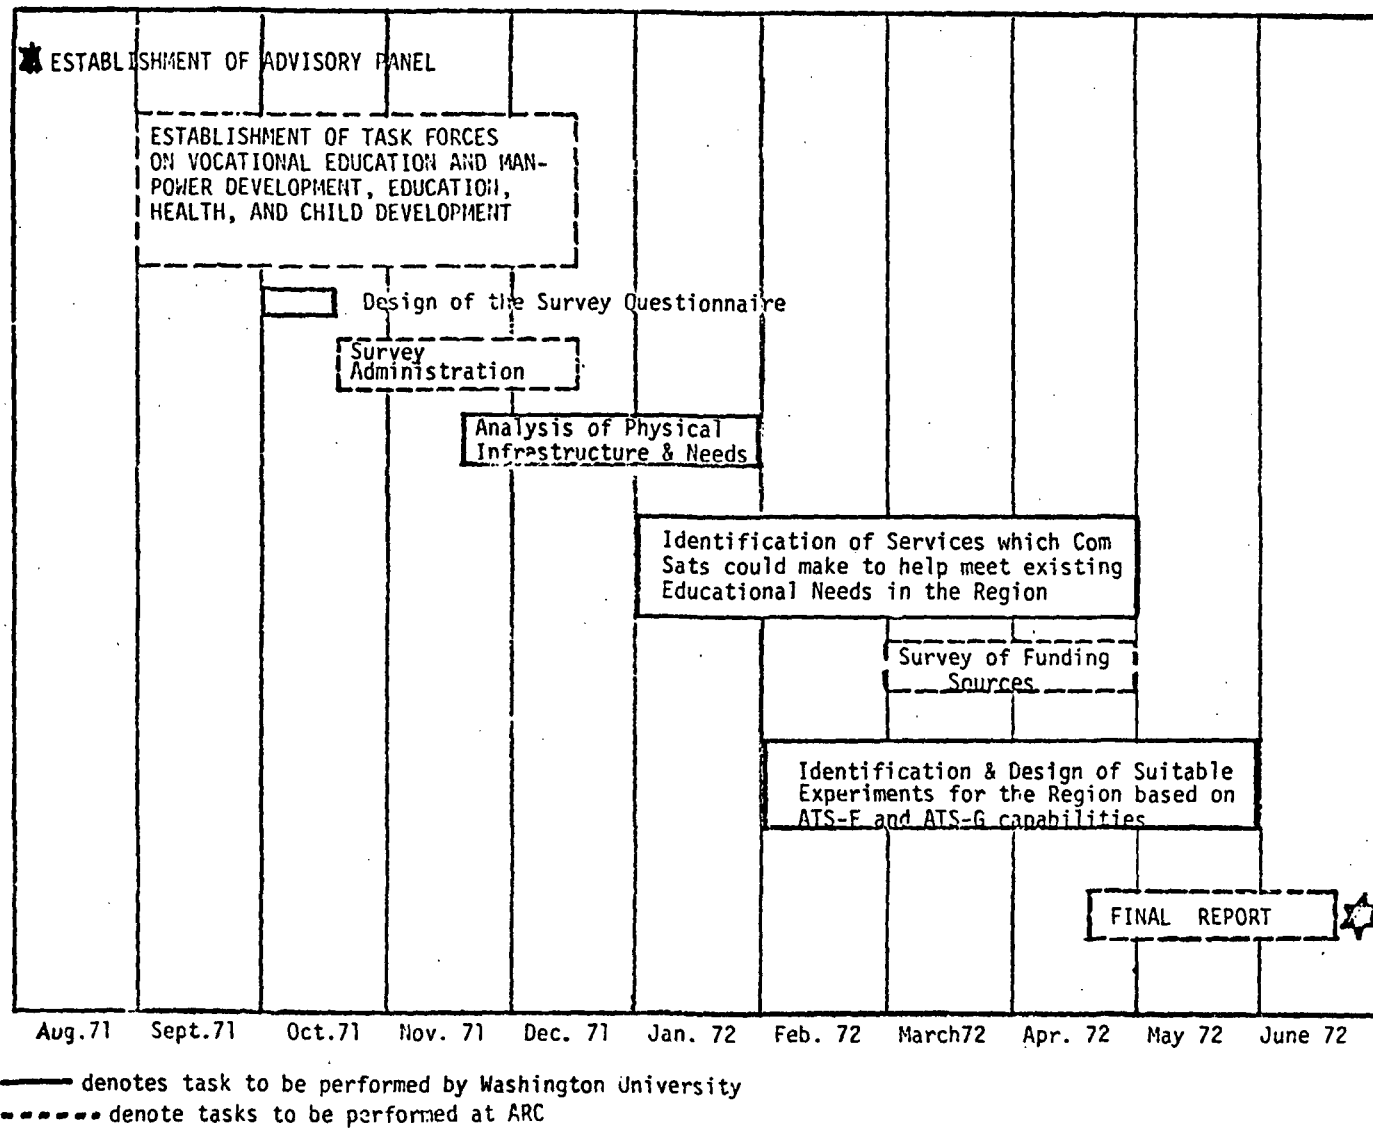 ESTABLISHMENT OF ADVISORY PANEL
ESTABLISHMENT OF TASK FORCES
ON VOCATIONAL EDUCATION AND MAN-
POWER DEVELOPMENT, EDUCATION,
HEALTH, AND CHILD DEVELOPMENT
Design of the Survey Questionnaire
Survey
Administration
Analysis of Physical
Infrastructure & Needs
Identification of Services which Com
Sats could make to help meet existing
Educational Needs in the Region
Survey of Funding
Sources
Identification & Design of Suitable
Experiments for the Region based on
ATS-F and ATS-G capabilities
FINAL REPORT
Aug.71 Sept.71 Oct.71 Nov. 71 Dec. 71 Jan. 72 Feb. 72 March72 Apr. 72 May 72 June 72
denotes task to be performed by Washington University
denote tasks to be performed at ARC